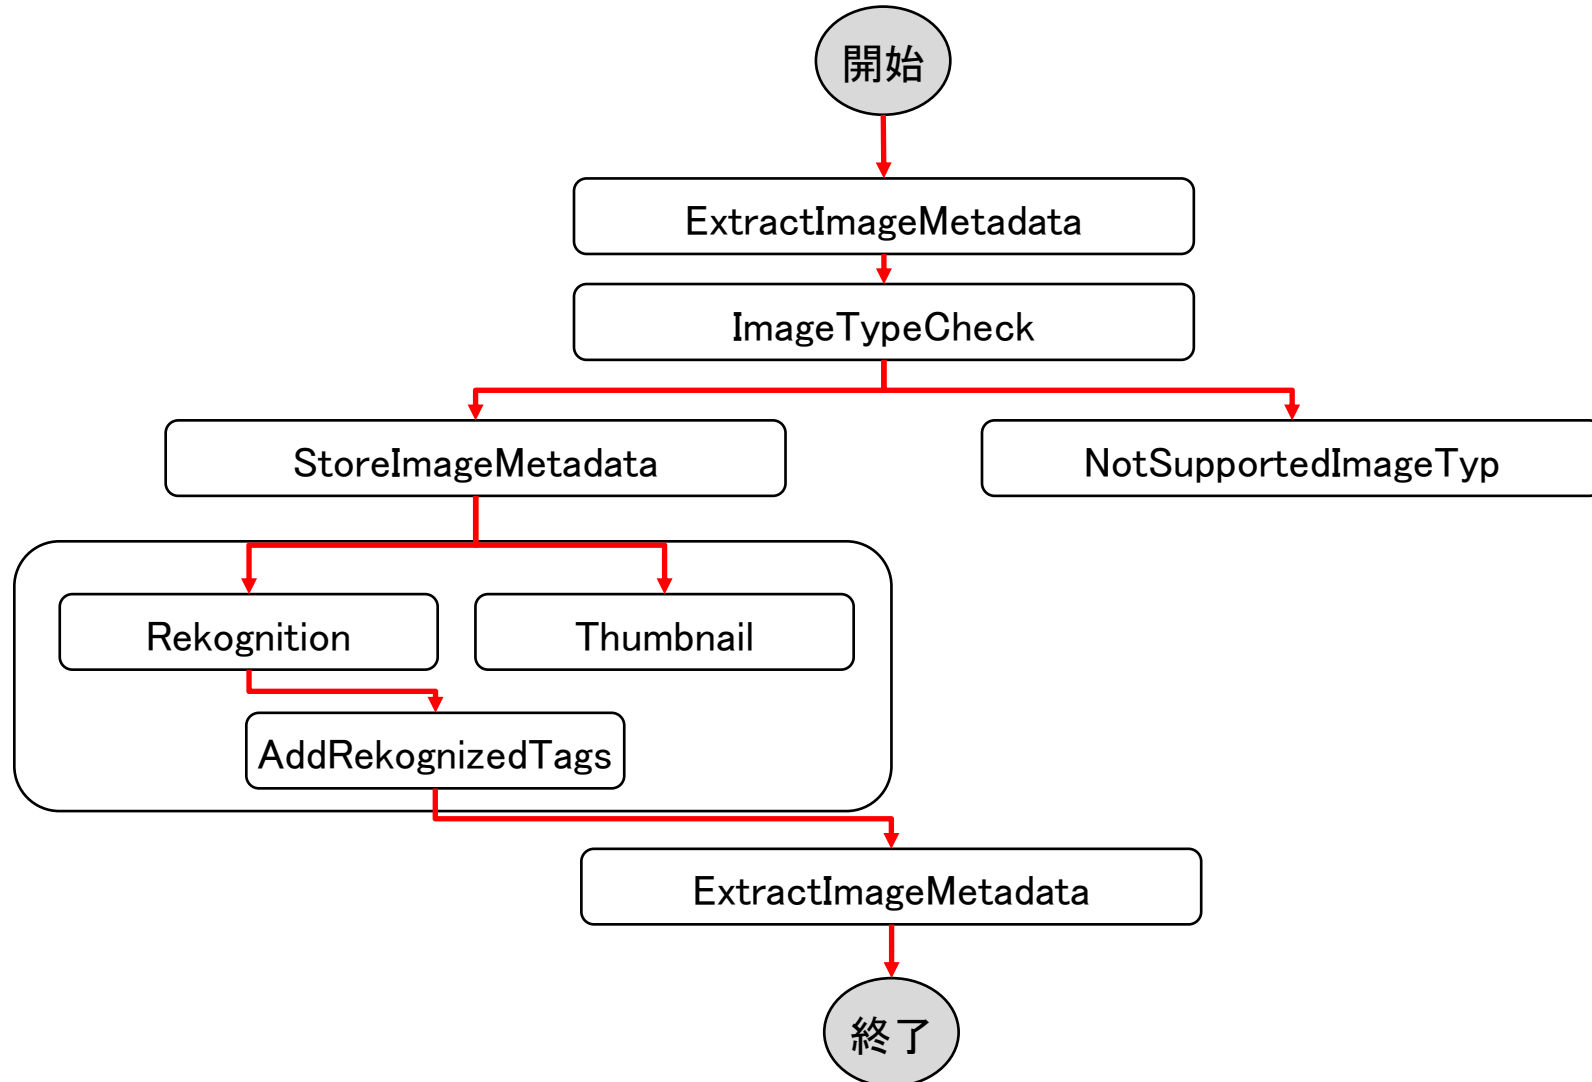 開始
ExtractImageMetadata
ImageTypeCheck
StoreImageMetadata
NotSupportedImageTyp
Rekognition
Thumbnail
AddRekognizedTags
ExtractImageMetadata
終了